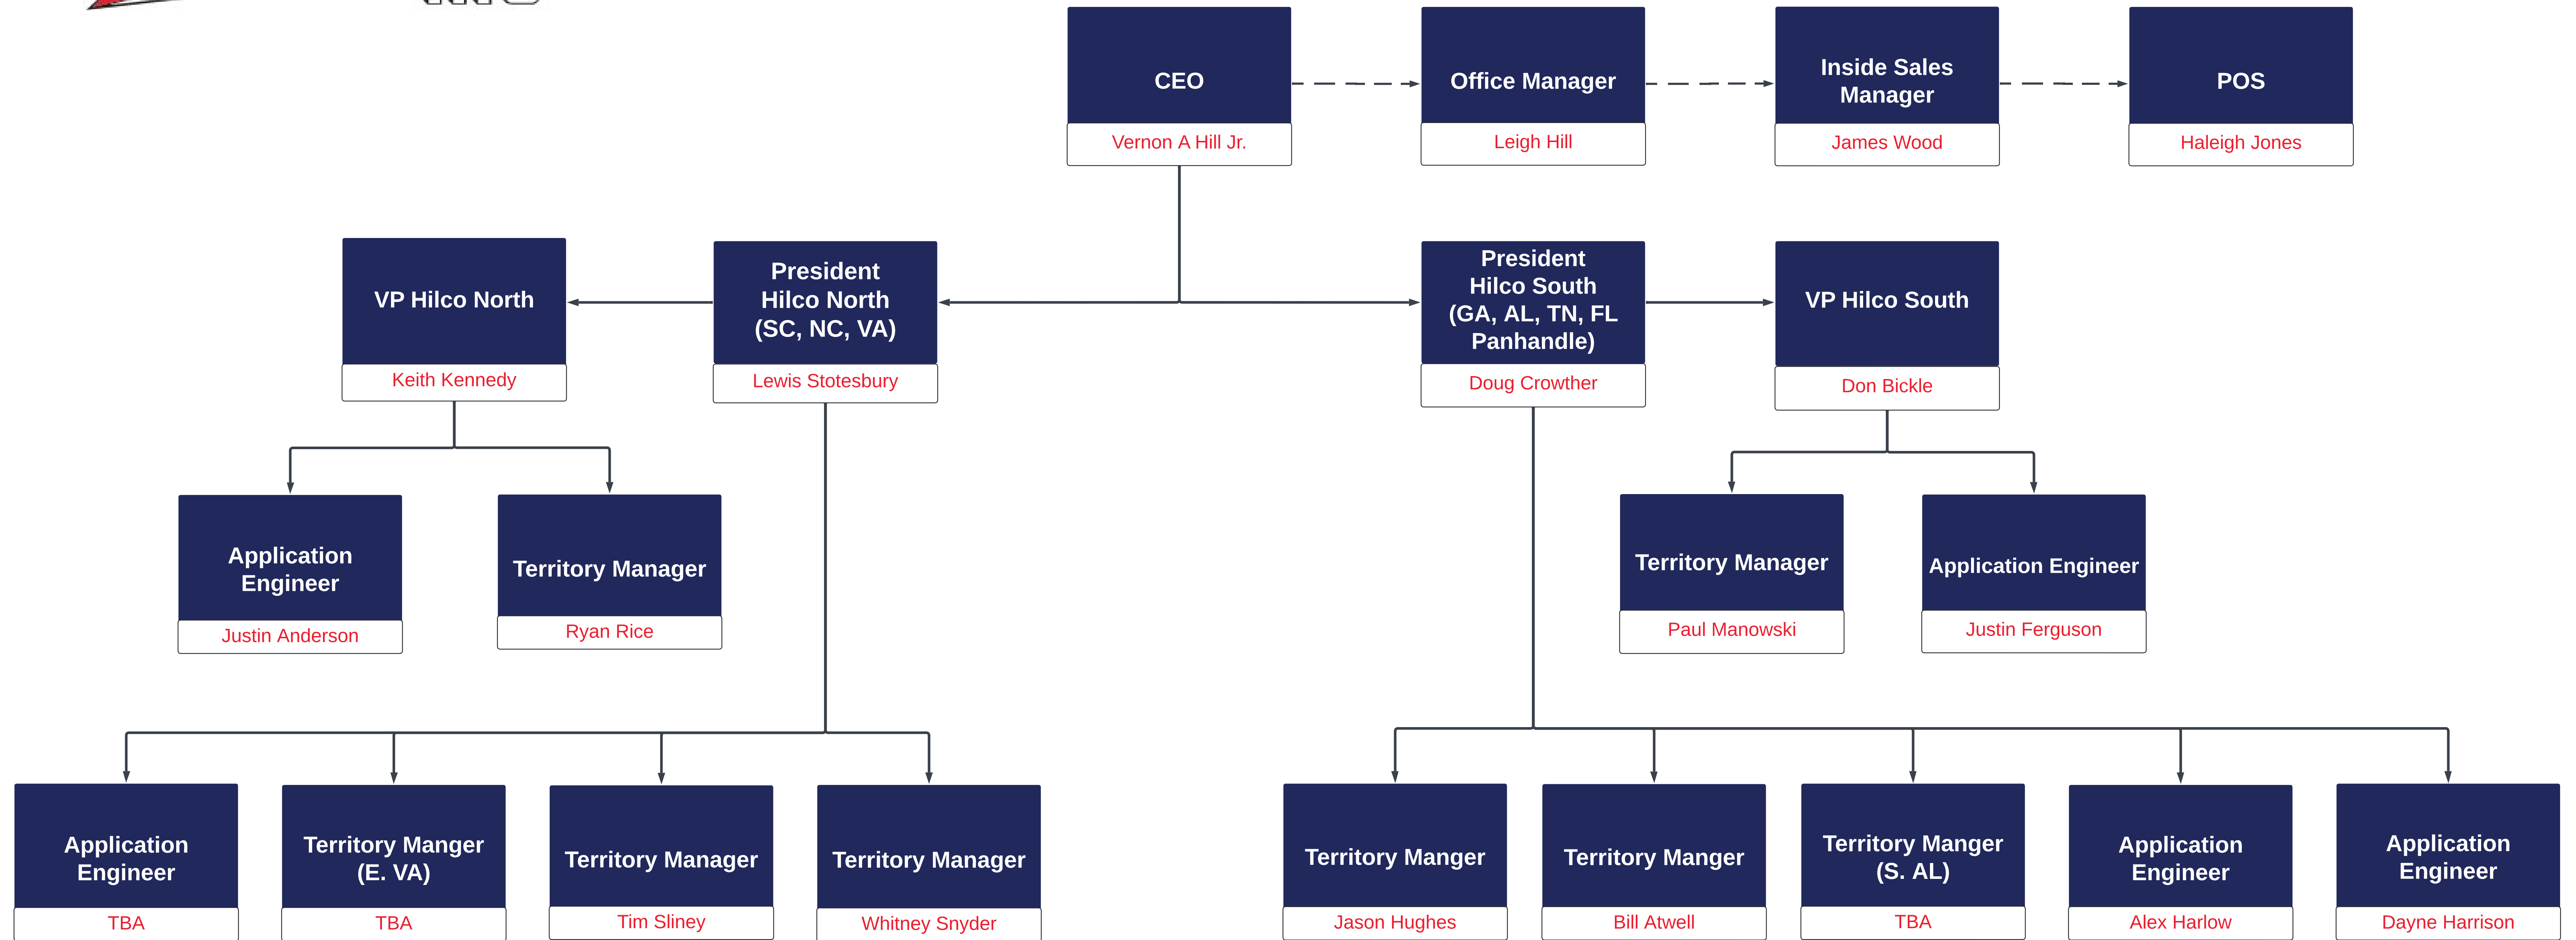 CEO
Vernon A Hill Jr.
Office Manager
Leigh Hill
Inside Sales
Manager
James Wood
POS
Haleigh Jones
VP Hilco North
Keith Kennedy
President
Hilco North
(SC, NC, VA)
Lewis Stotesbury
President
Hilco South
(GA, AL, TN, FL
Panhandle)
Doug Crowther
VP Hilco South
Don Bickle
Application
Engineer
Justin Anderson
Territory Manager
Ryan Rice
Territory Manager
Paul Manowski
Application Engineer
Justin Ferguson
Application
Engineer
TBA
Territory Manger
(E. VA)
TBA
Territory Manager
Tim Sliney
Territory Manager
Whitney Snyder
Territory Manger
Jason Hughes
Territory Manger
Bill Atwell
Territory Manger
(S. AL)
TBA
Application
Engineer
Alex Harlow
Application
Engineer
Dayne Harrison